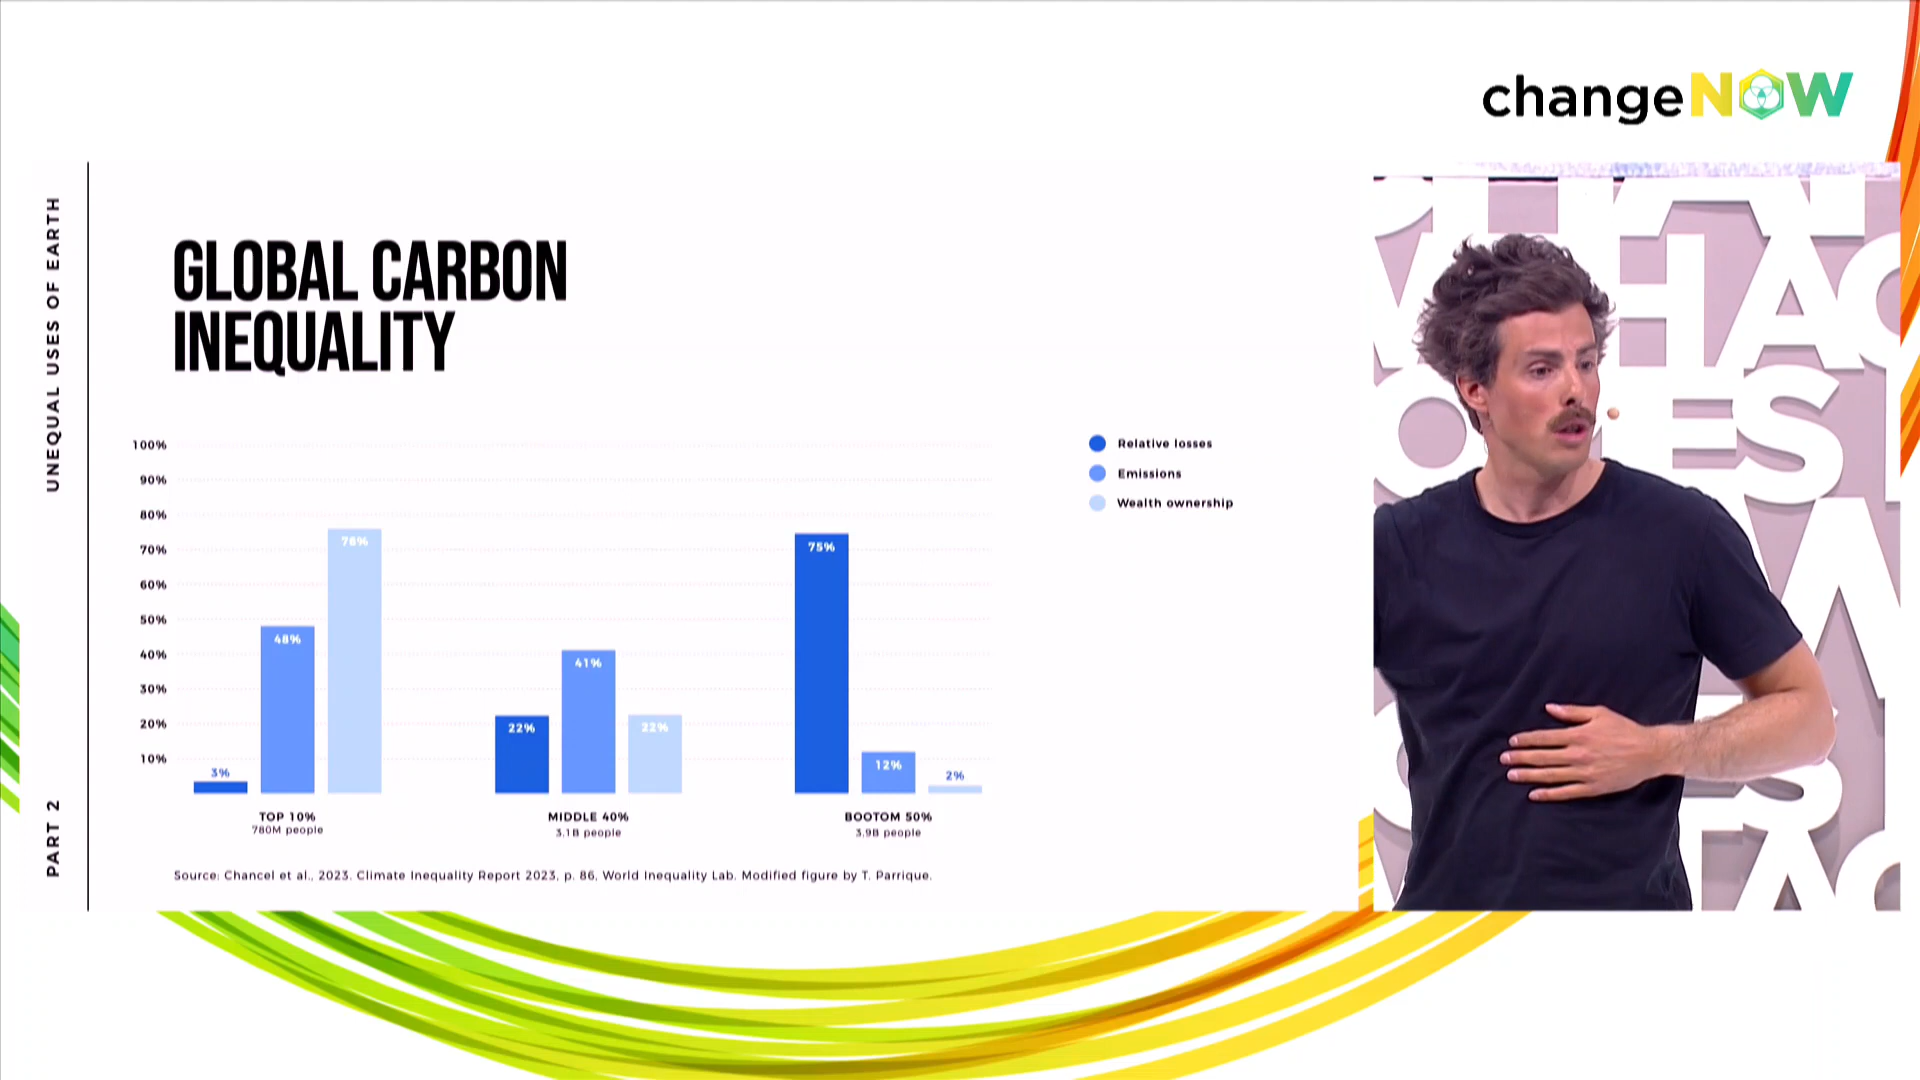 changeNOW
UNEQUAL USES OF EARTH
PART 2
GLOBAL CARBON
INEQUALITY
100%
90%
80%
70%
60%
50%
40%
30%
20%
10%
Relative losses
Emissions
Wealth ownership
3%
48%
76%
22%
41%
22%
75%
12%
2%
TOP 10%
780M people
MIDDLE 40%
3.1B people
BOOTOM 50%
3.9B people
Source: Chancel et al., 2023. Climate Inequality Report 2023, p. 86, World Inequality Lab. Modified figure by T. Parrique.